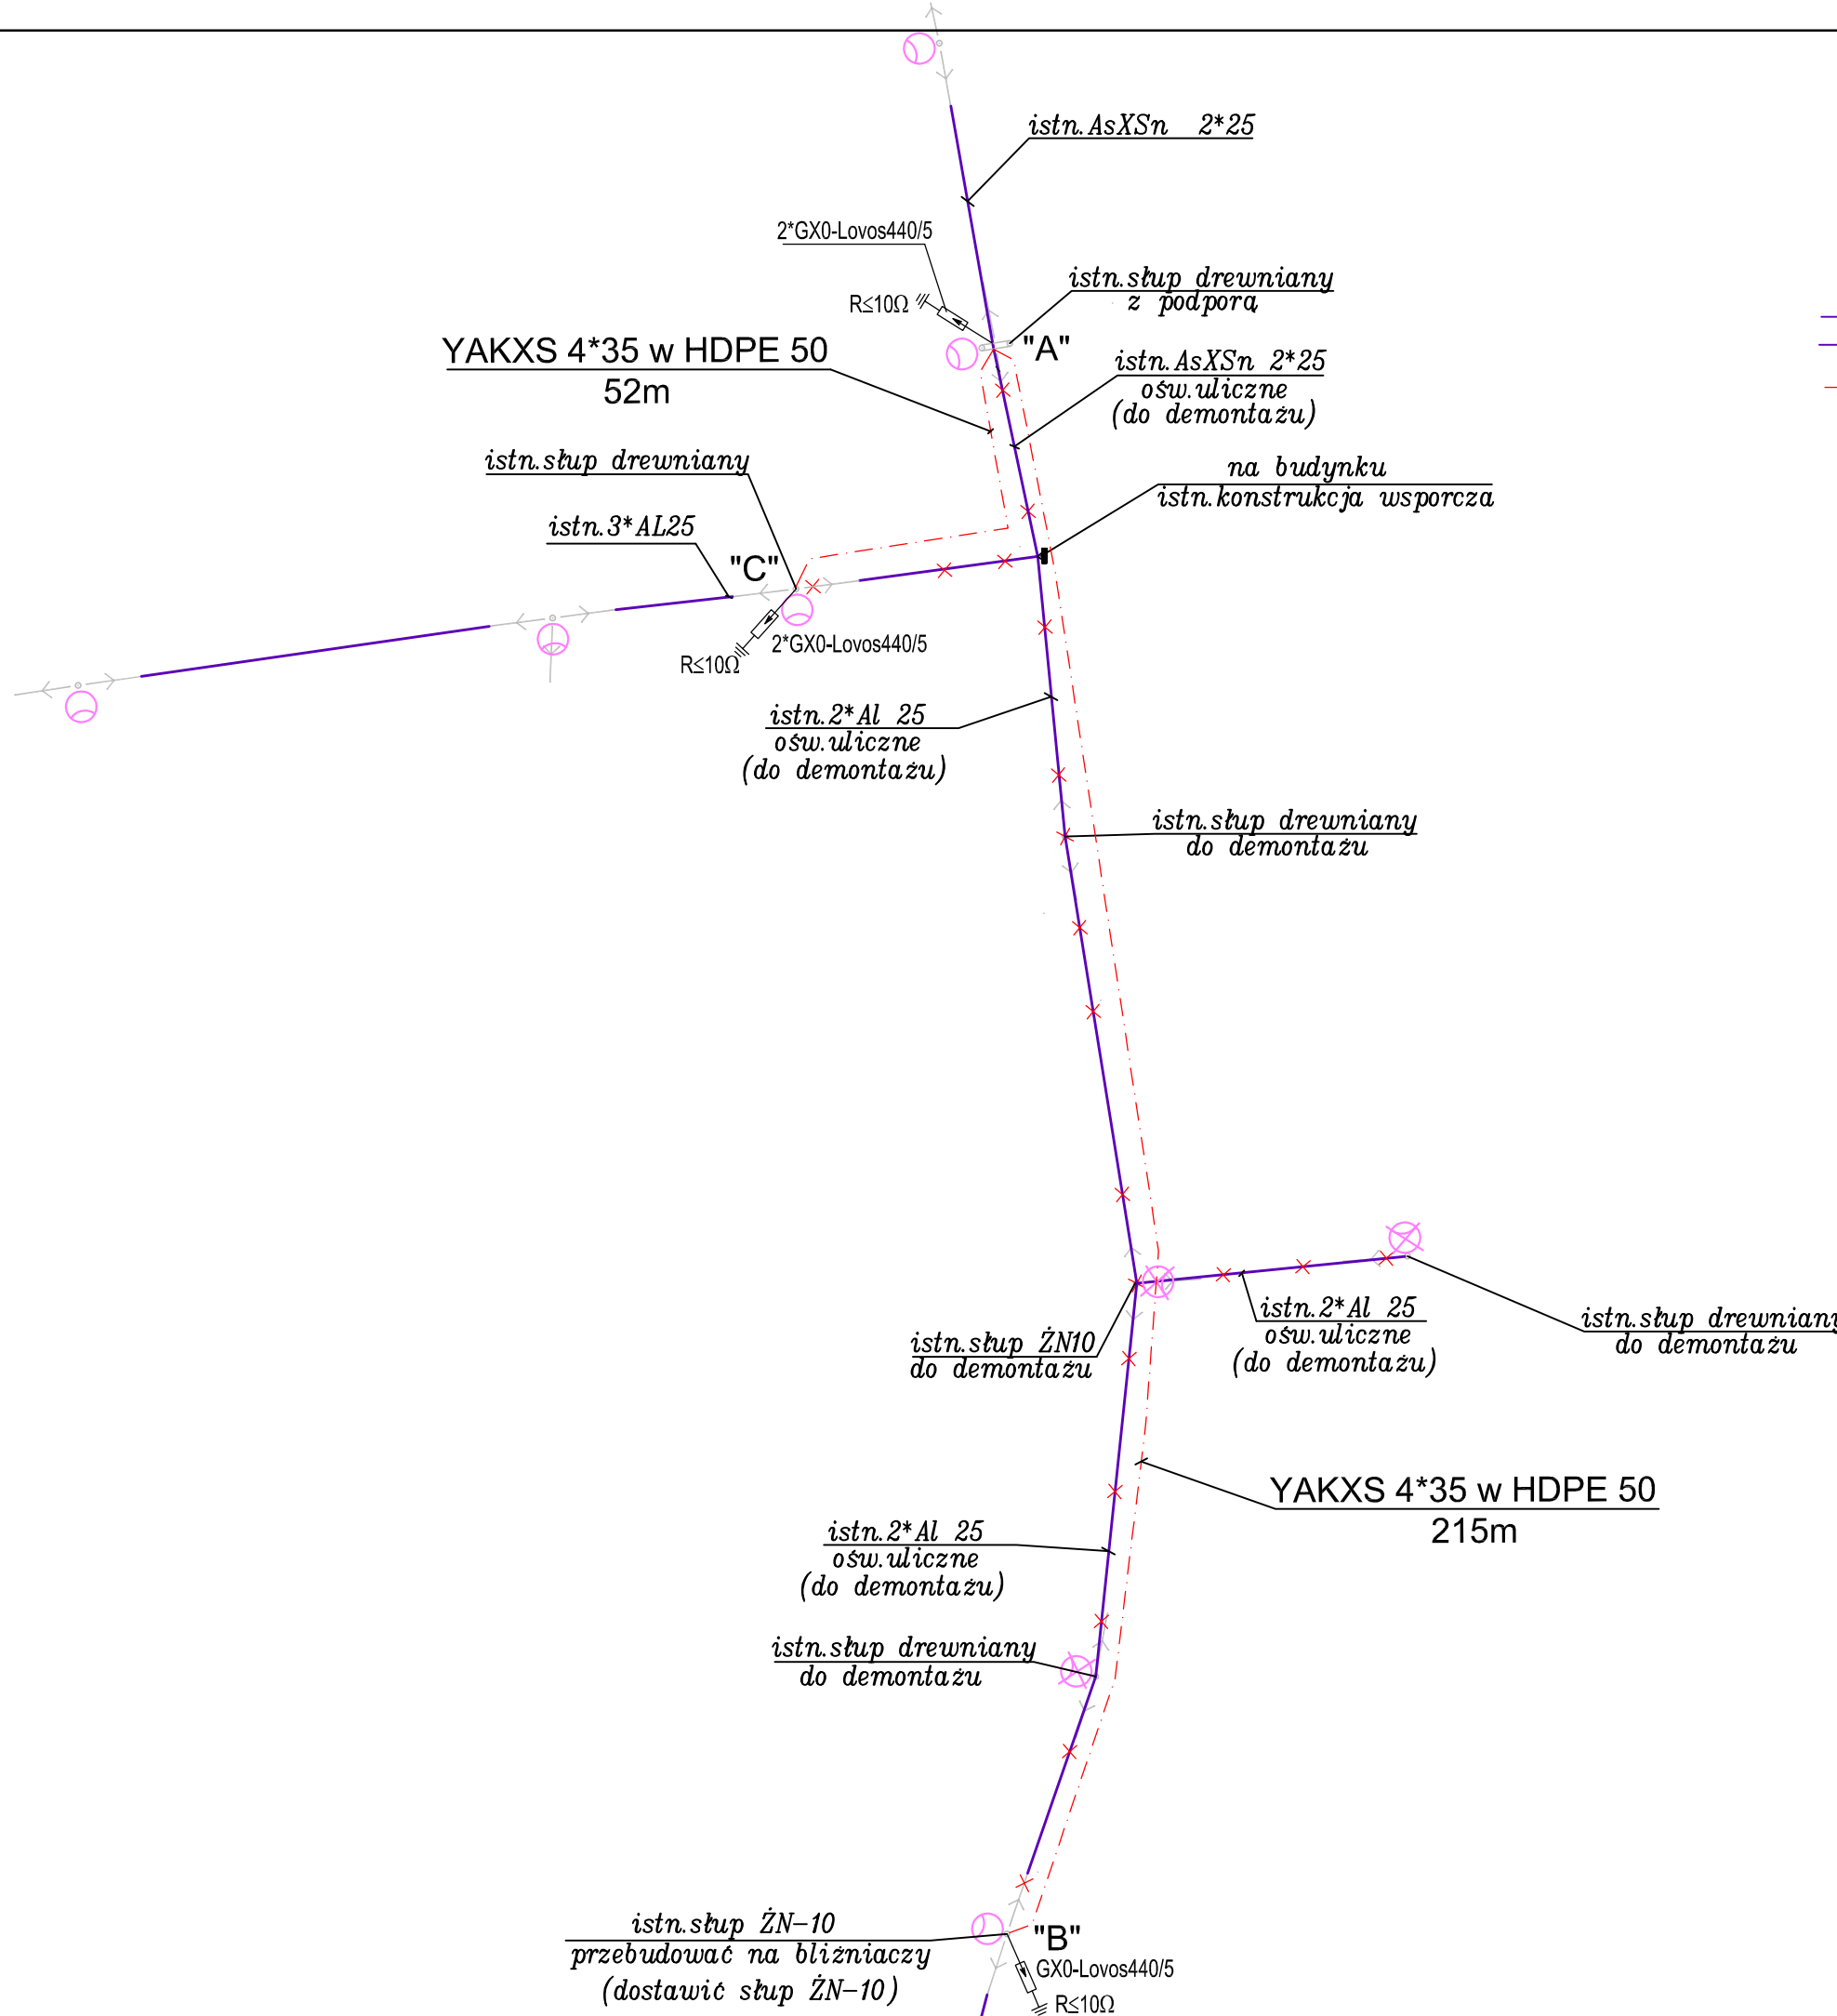 istn.AsXSn 2*25
2*GX0-Lovos440/5
istn.słup drewniany
z podporą
R≤10Ω
"A"
YAKXS 4*35 w HDPE 50
52m
istn.AsXSn 2*25
ośw.uliczne
(do demontażu)
istn.słup drewniany
na budynku
istn.konstrukcja wsporcza
istn.3*AL25
"C"
2*GX0-Lovos440/5
R≤10Ω
istn.2*Al 25
ośw.uliczne
(do demontażu)
istn.słup drewniany
do demontażu
istn.słup ŻN10
do demontażu
istn.2*Al 25
ośw.uliczne
(do demontażu)
istn.słup drewniany
do demontażu
YAKXS 4*35 w HDPE 50
215m
istn.2*Al 25
ośw.uliczne
(do demontażu)
istn.słup drewniany
do demontażu
istn.słup ŻN-10
przebudować na bliźniaczy
(dostawić słup ŻN-10)
"B"
GX0-Lovos440/5
R≤10Ω